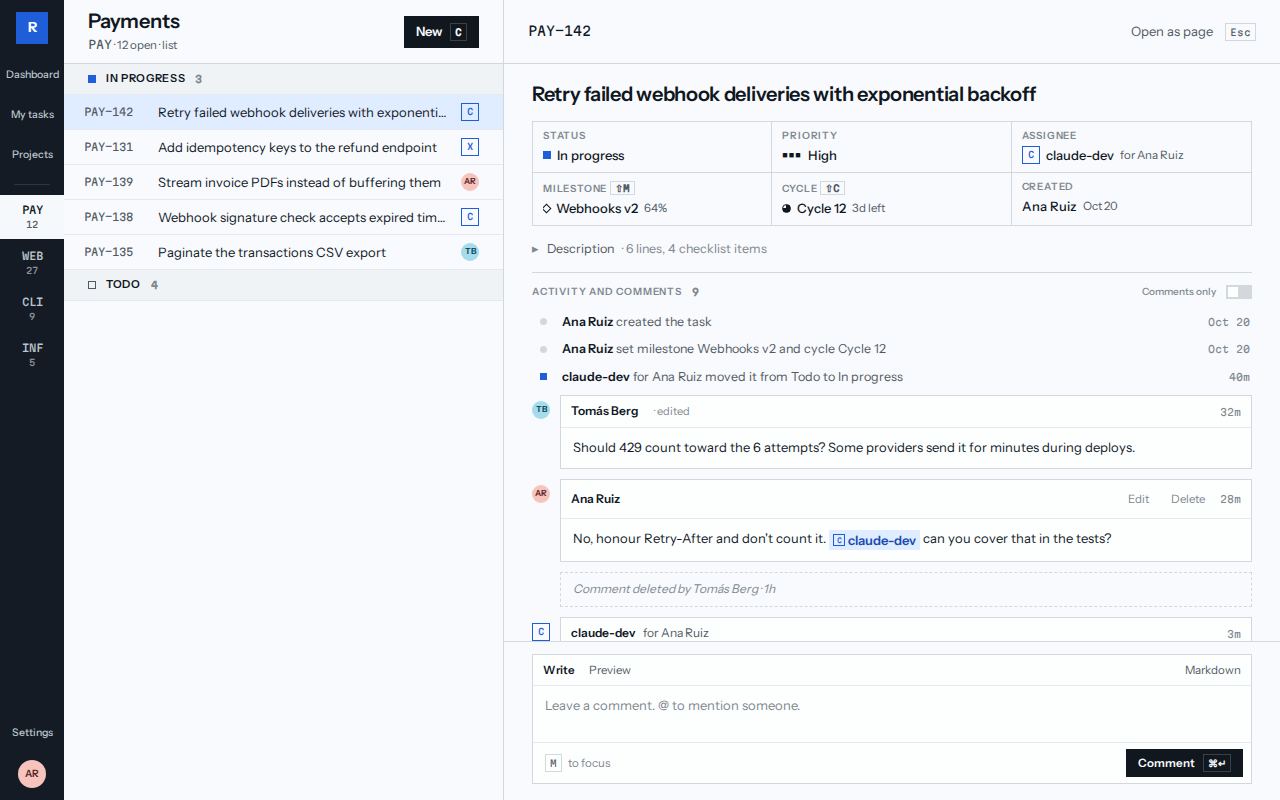 R
Dashboard
My tasks
Projects
PAY
12
WEB
27
CLI
9
INF
5
Settings
AR
Payments
PAY · 12 open · list
New C
IN PROGRESS 3
PAY-142 Retry failed webhook deliveries with exponenti… C
PAY-131 Add idempotency keys to the refund endpoint X
PAY-139 Stream invoice PDFs instead of buffering them AR
PAY-138 Webhook signature check accepts expired tim… C
PAY-135 Paginate the transactions CSV export TB
TODO 4
PAY-142
Open as page Esc
Retry failed webhook deliveries with exponential backoff
STATUS
In progress
PRIORITY
High
ASSIGNEE
C claude-dev for Ana Ruiz
MILESTONE ⇧M
Webhooks v2 64%
CYCLE ⇧C
Cycle 12 3d left
CREATED
Ana Ruiz Oct 20
▸ Description · 6 lines, 4 checklist items
ACTIVITY AND COMMENTS 9
Comments only
Ana Ruiz created the task Oct 20
Ana Ruiz set milestone Webhooks v2 and cycle Cycle 12 Oct 20
claude-dev for Ana Ruiz moved it from Todo to In progress 40m
TB Tomás Berg · edited 32m
Should 429 count toward the 6 attempts? Some providers send it for minutes during deploys.
AR Ana Ruiz Edit Delete 28m
No, honour Retry-After and don't count it. C claude-dev can you cover that in the tests?
Comment deleted by Tomás Berg · 1h
C claude-dev for Ana Ruiz 3m
Write Preview Markdown
Leave a comment. @ to mention someone.
M to focus
Comment ⌘↵